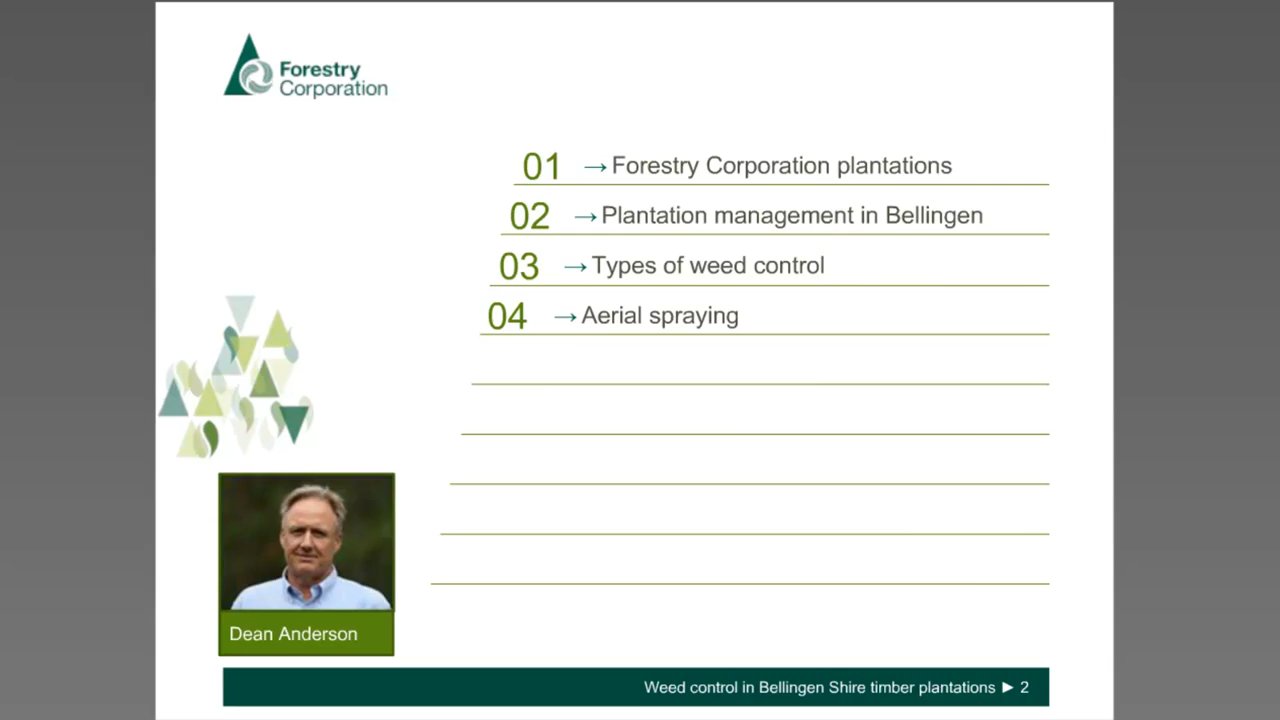 Forestry
Corporation
01 → Forestry Corporation plantations
02 → Plantation management in Bellingen
03 → Types of weed control
04 → Aerial spraying
Dean Anderson
Weed control in Bellingen Shire timber plantations ► 2